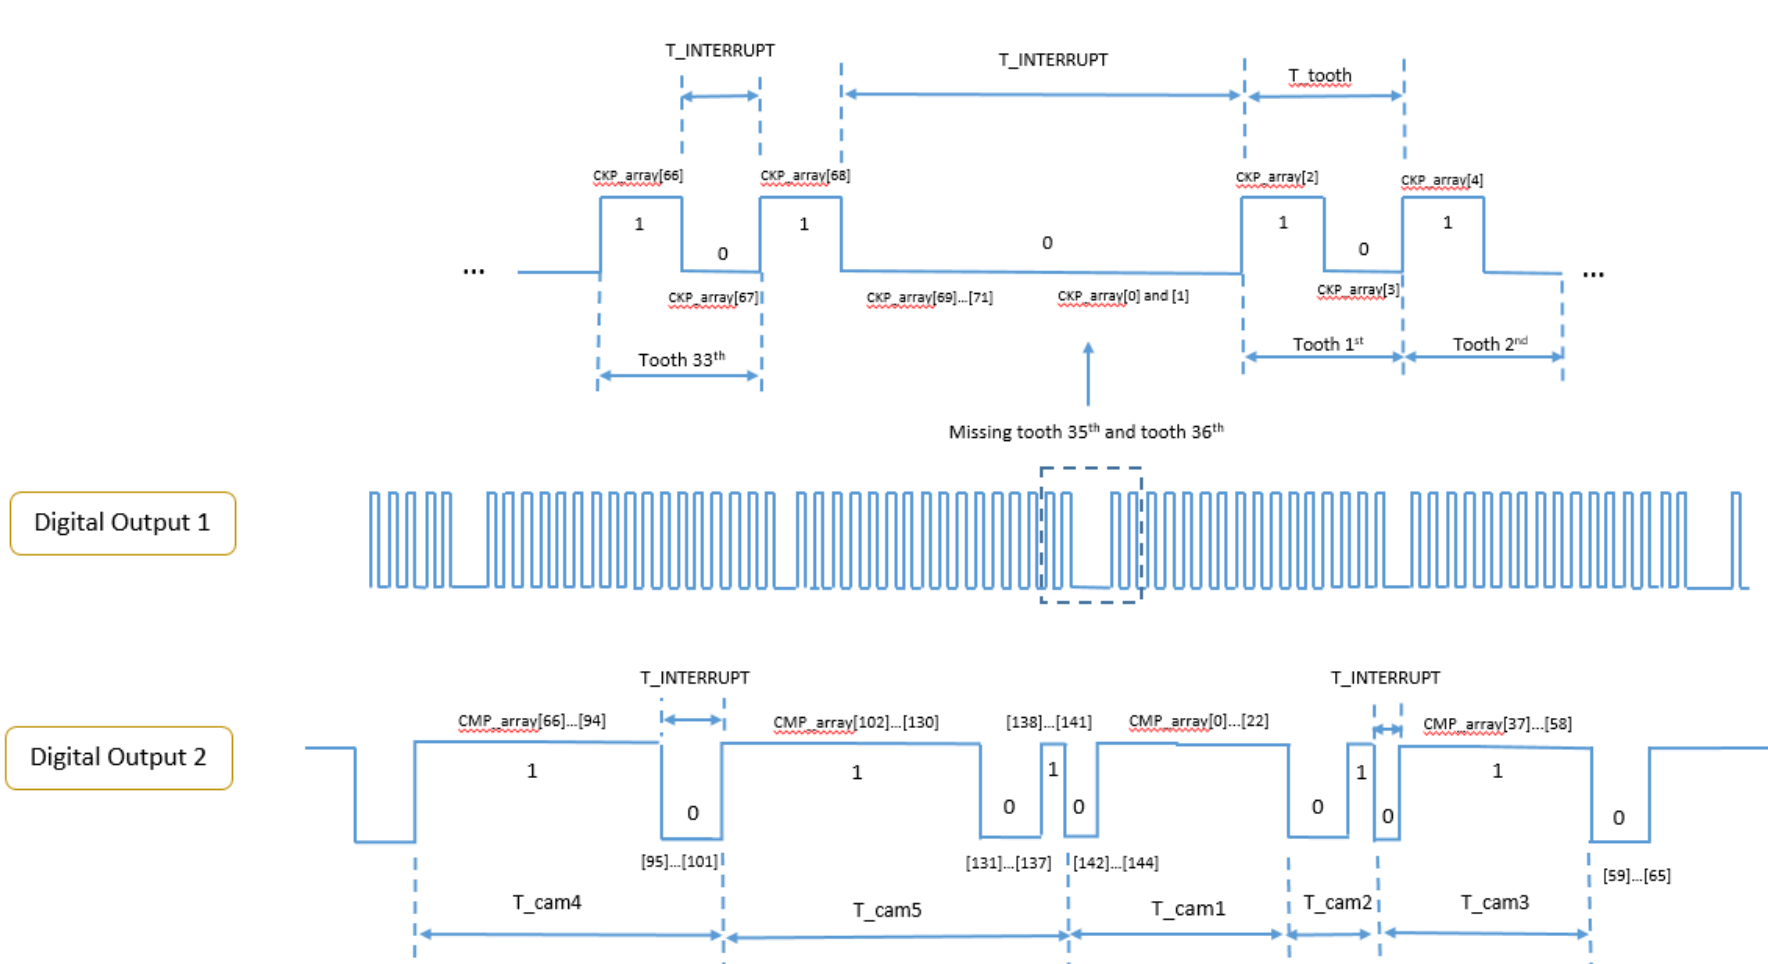 T_INTERRUPT
T_INTERRUPT
T_tooth
CKP_array[66]
CKP_array[68]
CKP_array[2]
CKP_array[4]
1
0
1
0
1
0
1
...
...
CKP_array[67]
CKP_array[69]...[71]
CKP_array[0] and [1]
CKP_array[3]
Tooth 33th
Tooth 1st
Tooth 2nd
Missing tooth 35th and tooth 36th
Digital Output 1
T_INTERRUPT
T_INTERRUPT
CMP_array[66]...[94]
CMP_array[102]...[130]
[138]...[141]
CMP_array[0]...[22]
CMP_array[37]...[58]
Digital Output 2
1
0
1
0
1
0
0
1
0
1
0
[95]...[101]
[131]...[137]
[142]...[144]
[59]...[65]
T_cam4
T_cam5
T_cam1
T_cam2
T_cam3